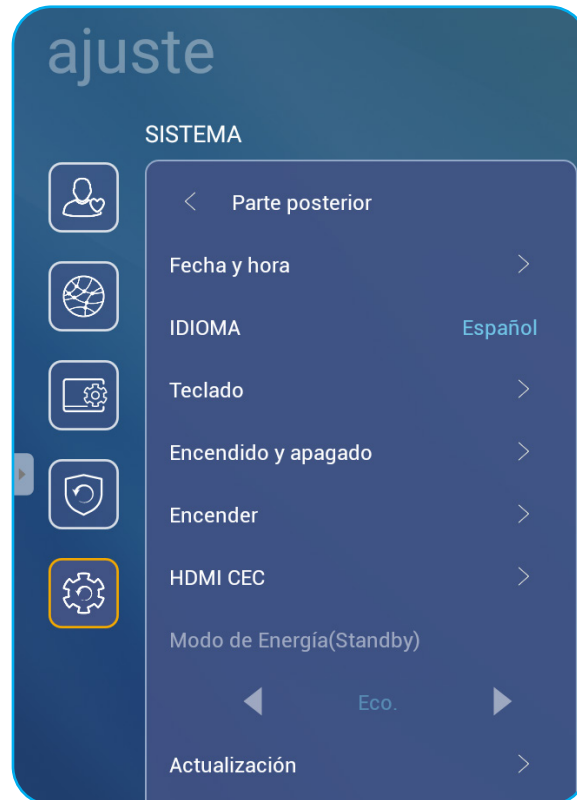 ajuste
SISTEMA
Parte posterior
Fecha y hora
IDIOMA Español
Teclado
Encendido y apagado
Encender
HDMI CEC
Modo de Energía(Standby)
Eco.
Actualización